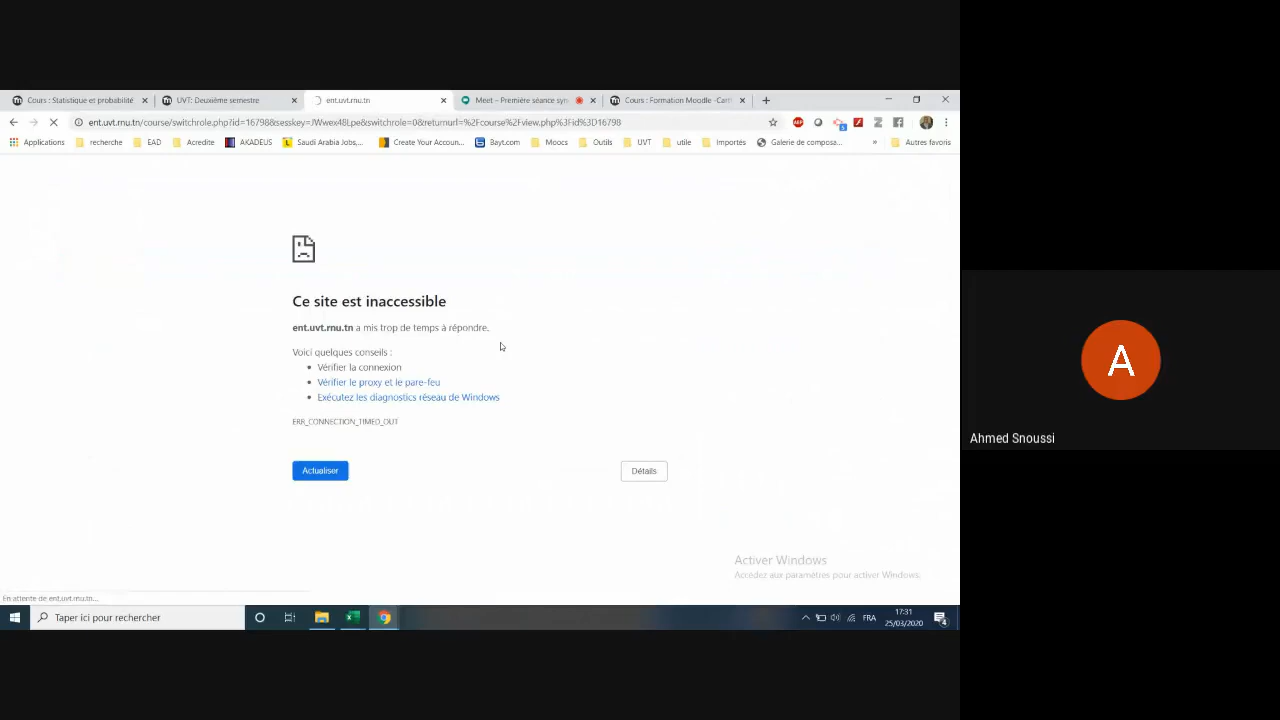 Cours : Statistique et probabilité
UVT: Deuxième semestre
ent.uvt.rnu.tn
Meet – Première séance syn
Cours : Formation Moodle -Cart
ent.uvt.rnu.tn/course/switchrole.php?id=16798&sesskey=JWwex48Lpe&switchrole=0&returnurl=%2Fcourse%2Fview.php%3Fid%3D16798
Applications
recherche
EAD
Acredite
AKADEUS
Saudi Arabia Jobs,...
Create Your Accoun...
Bayt.com
Moocs
Outils
UVT
utile
Importés
Galerie de composa...
»
Autres favoris
Ce site est inaccessible
ent.uvt.rnu.tn a mis trop de temps à répondre.
Voici quelques conseils :
Vérifier la connexion
Vérifier le proxy et le pare-feu
Exécutez les diagnostics réseau de Windows
ERR_CONNECTION_TIMED_OUT
Actualiser
Détails
Activer Windows
Accédez aux paramètres pour activer Windows.
En attente de ent.uvt.rnu.tn...
Taper ici pour rechercher
FRA
17:31
25/03/2020
4
A
Ahmed Snoussi